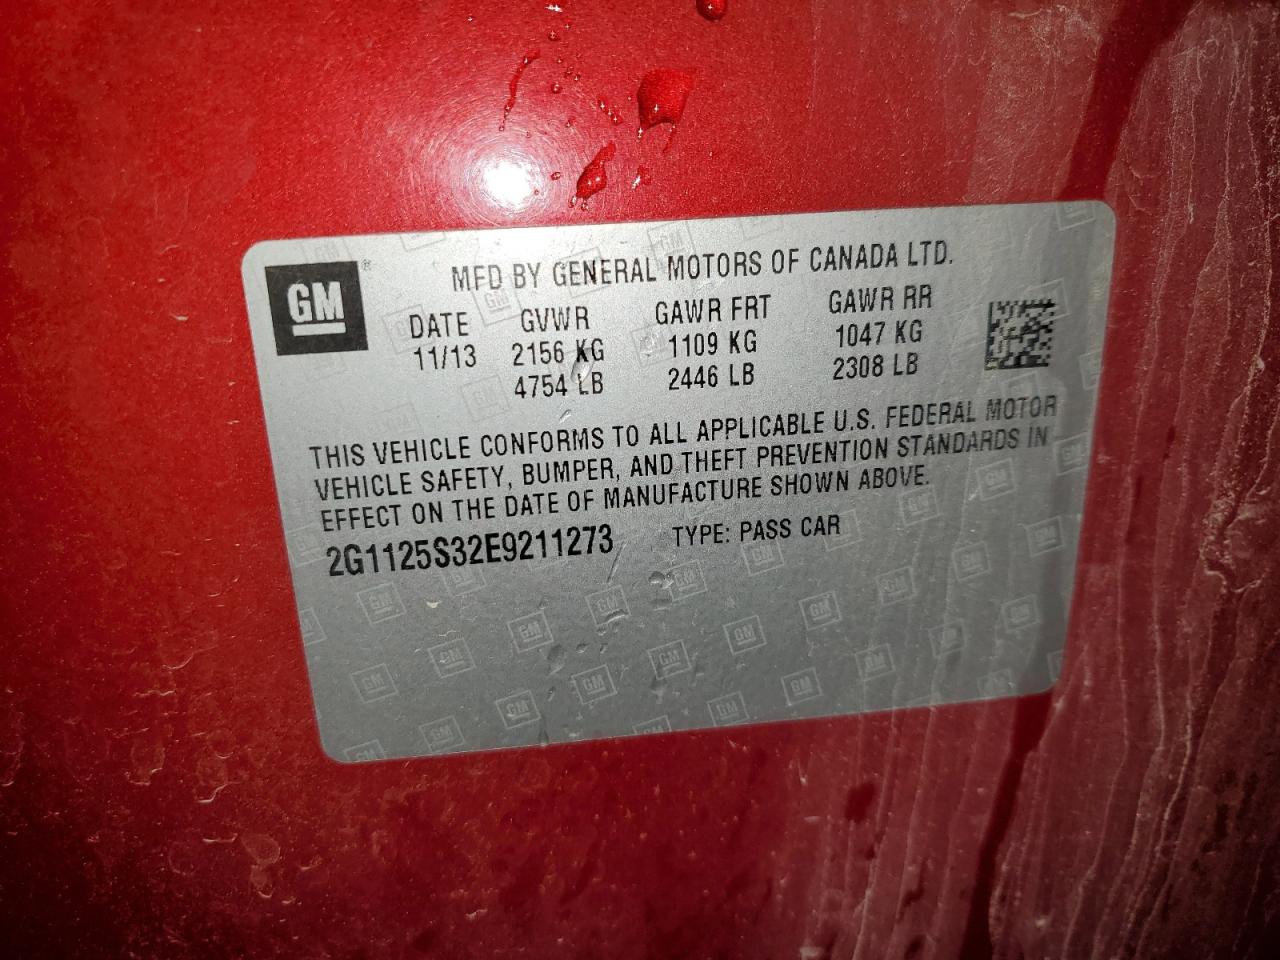 GM ®
MFD BY GENERAL MOTORS OF CANADA LTD.
DATE GVWR GAWR FRT GAWR RR
11/13 2156 KG 1109 KG 1047 KG
4754 LB 2446 LB 2308 LB
THIS VEHICLE CONFORMS TO ALL APPLICABLE U.S. FEDERAL MOTOR
VEHICLE SAFETY, BUMPER, AND THEFT PREVENTION STANDARDS IN
EFFECT ON THE DATE OF MANUFACTURE SHOWN ABOVE.
2G1125S32E9211273 TYPE: PASS CAR